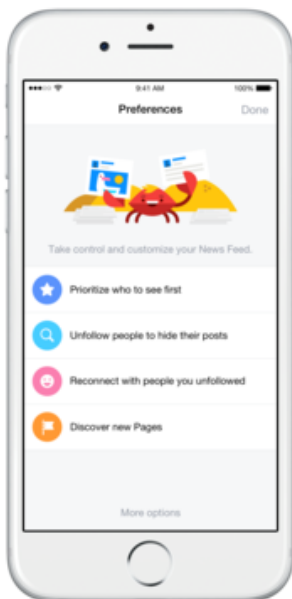 9:41 AM
100%
Preferences
Done
Take control and customize your News Feed.
Prioritize who to see first
Unfollow people to hide their posts
Reconnect with people you unfollowed
Discover new Pages
More options